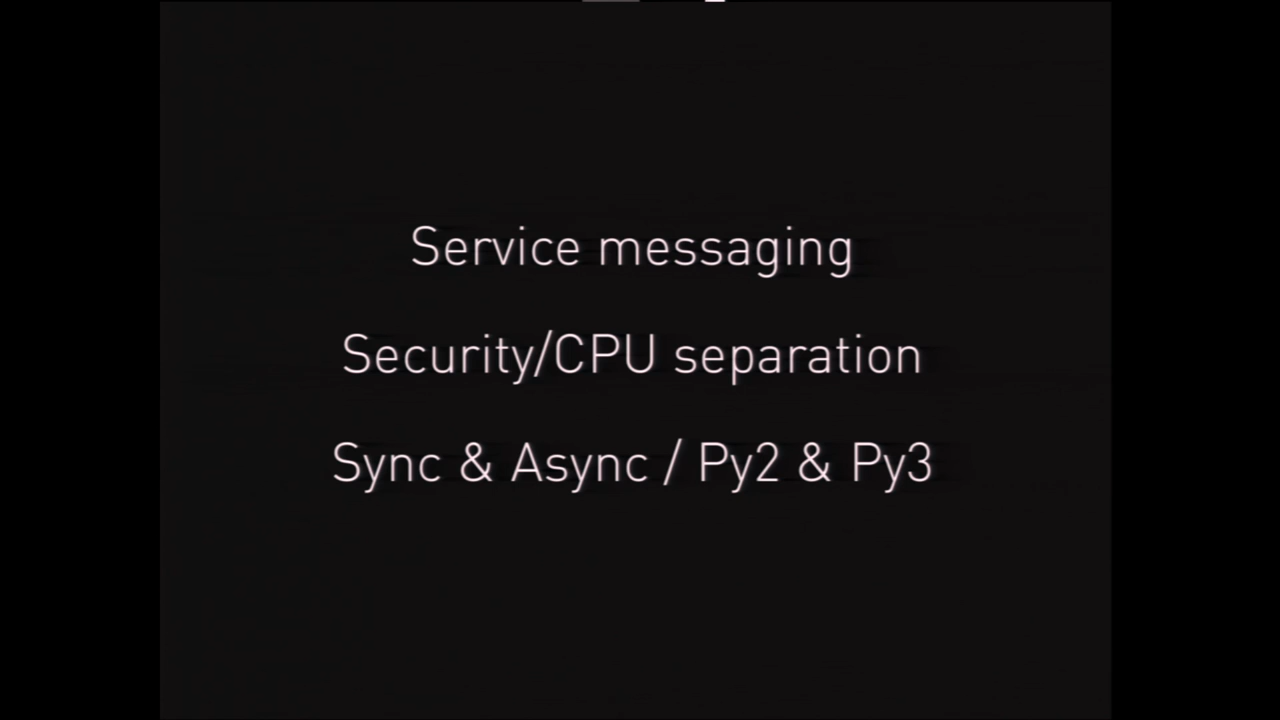 Service messaging
Security/CPU separation
Sync & Async / Py2 & Py3